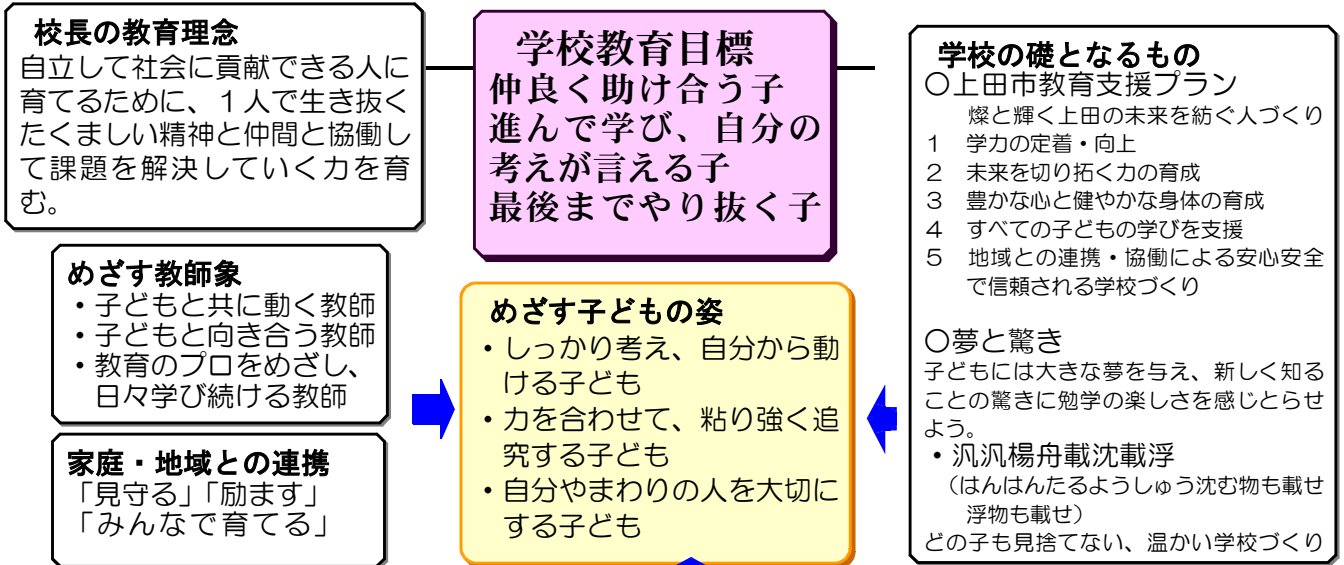 校長の教育理念
自立して社会に貢献できる人に
育てるために、１人で生き抜く
たくましい精神と仲間と協働し
て課題を解決していく力を育
む。
学校教育目標
仲良く助け合う子
進んで学び、自分の
考えが言える子
最後までやり抜く子
学校の礎となるもの
○上田市教育支援プラン
燦と輝く上田の未来を紡ぐ人づくり
１　学力の定着・向上
２　未来を切り拓く力の育成
３　豊かな心と健やかな身体の育成
４　すべての子どもの学びを支援
５　地域との連携・協働による安心安全
で信頼される学校づくり
○夢と驚き
子どもには大きな夢を与え、新しく知る
ことの驚きに勉学の楽しさを感じとらせ
よう。
・汎汎楊舟載沈載浮
（はんはんたるようしゅう沈む物も載せ
浮物も載せ）
どの子も見捨てない、温かい学校づくり
めざす教師象
・子どもと共に動く教師
・子どもと向き合う教師
・教育のプロをめざし、
日々学び続ける教師
めざす子どもの姿
・しっかり考え、自分から動
ける子ども
・力を合わせて、粘り強く追
究する子ども
・自分やまわりの人を大切に
する子ども
家庭・地域との連携
「見守る」「励ます」
「みんなで育てる」